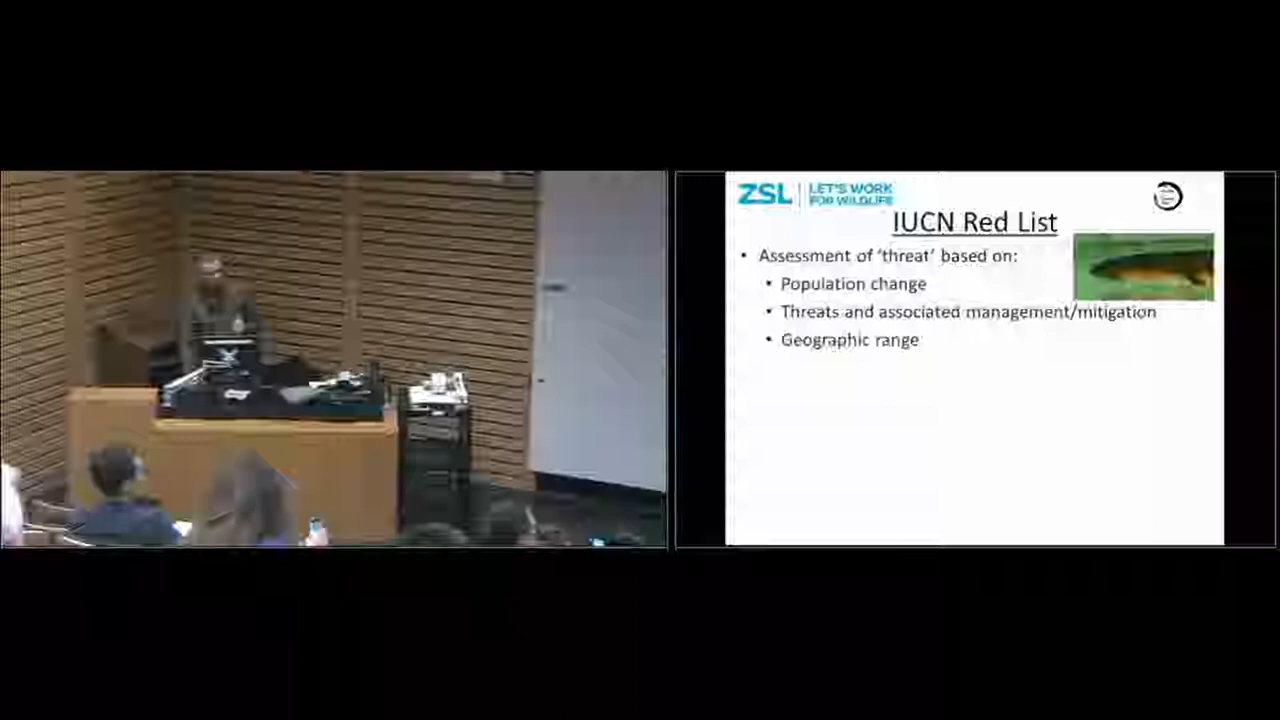 ZSL
LET'S WORK
FOR WILDLIFE
IUCN Red List
• Assessment of 'threat' based on:
• Population change
• Threats and associated management/mitigation
• Geographic range